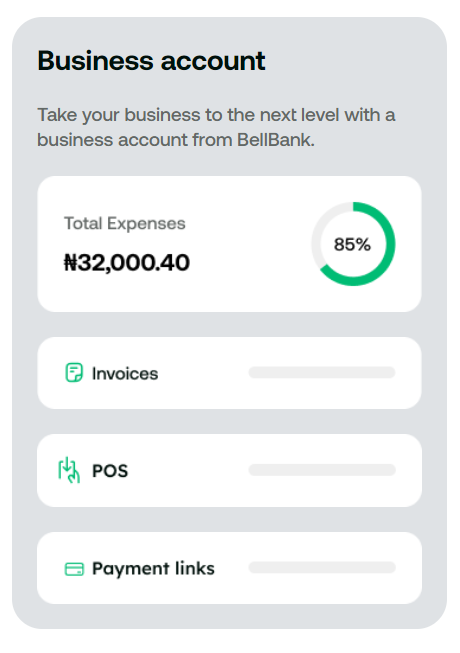 Business account
Take your business to the next level with a
business account from BellBank.
Total Expenses
₦32,000.40
85%
Invoices
POS
Payment links